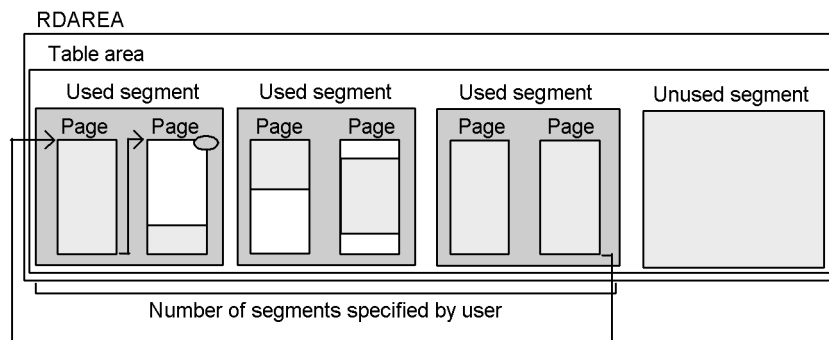 RDAREA
Table area
Used segment
Used segment
Used segment
Unused segment
Page
Page
Page
Page
Page
Page
Number of segments specified by user